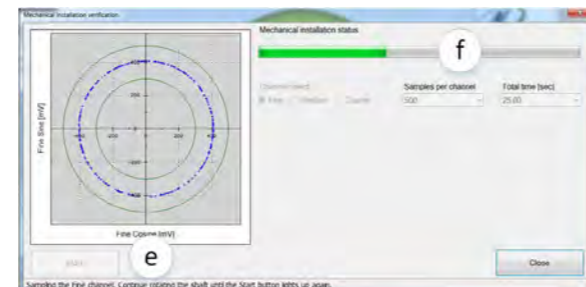 Mechanical installation verification
Mechanical installation status
f
Samples per channel
Total time [sec]
500
25.00
Fine Sine [mV]
Fine Cosine [mV]
e
Close
Sampling the Fine channel. Continue rotating the shaft until the Start button lights up again.